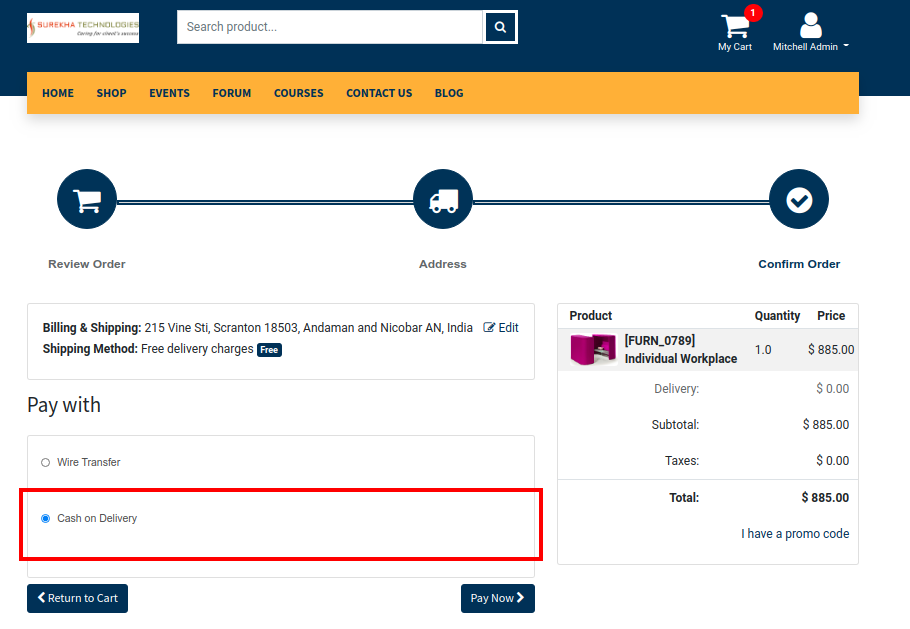 SUREKHA TECHNOLOGIES
Caring for client's success
Search product...
1
My Cart
Mitchell Admin
HOME SHOP EVENTS FORUM COURSES CONTACT US BLOG
Review Order
Address
Confirm Order
Billing & Shipping: 215 Vine Sti, Scranton 18503, Andaman and Nicobar AN, India Edit
Shipping Method: Free delivery charges Free
Pay with
Wire Transfer
Cash on Delivery
Return to Cart
Pay Now
Product Quantity Price
[FURN_0789]
Individual Workplace 1.0 $ 885.00
Delivery: $ 0.00
Subtotal: $ 885.00
Taxes: $ 0.00
Total: $ 885.00
I have a promo code